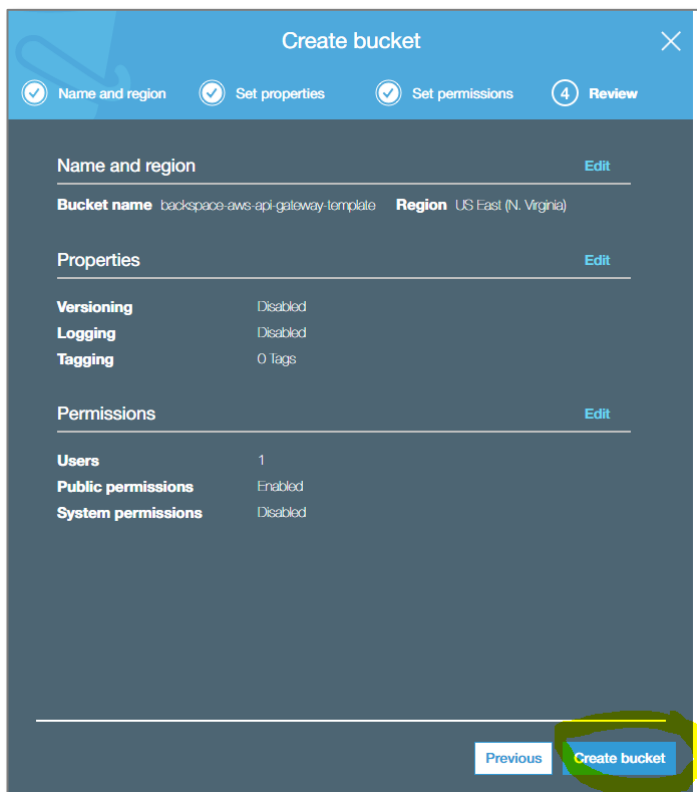 Create bucket
Name and region Set properties Set permissions 4 Review
Name and region Edit
Bucket name backspace-aws-api-gateway-template Region US East (N. Virginia)
Properties Edit
Versioning Disabled
Logging Disabled
Tagging 0 Tags
Permissions Edit
Users 1
Public permissions Enabled
System permissions Disabled
Previous Create bucket